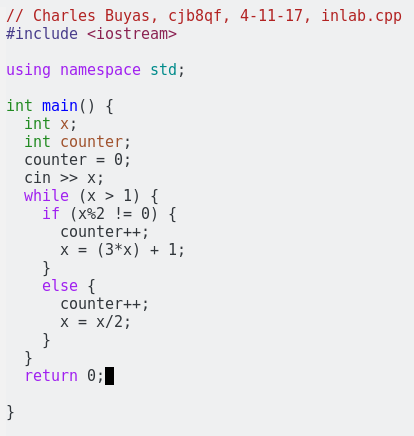 // Charles Buyas, cjb8qf, 4-11-17, inlab.cpp
#include <iostream>

using namespace std;

int main() {
  int x;
  int counter;
  counter = 0;
  cin >> x;
  while (x > 1) {
    if (x%2 != 0) {
      counter++;
      x = (3*x) + 1;
    }
    else {
      counter++;
      x = x/2;
    }
  }
  return 0;

}